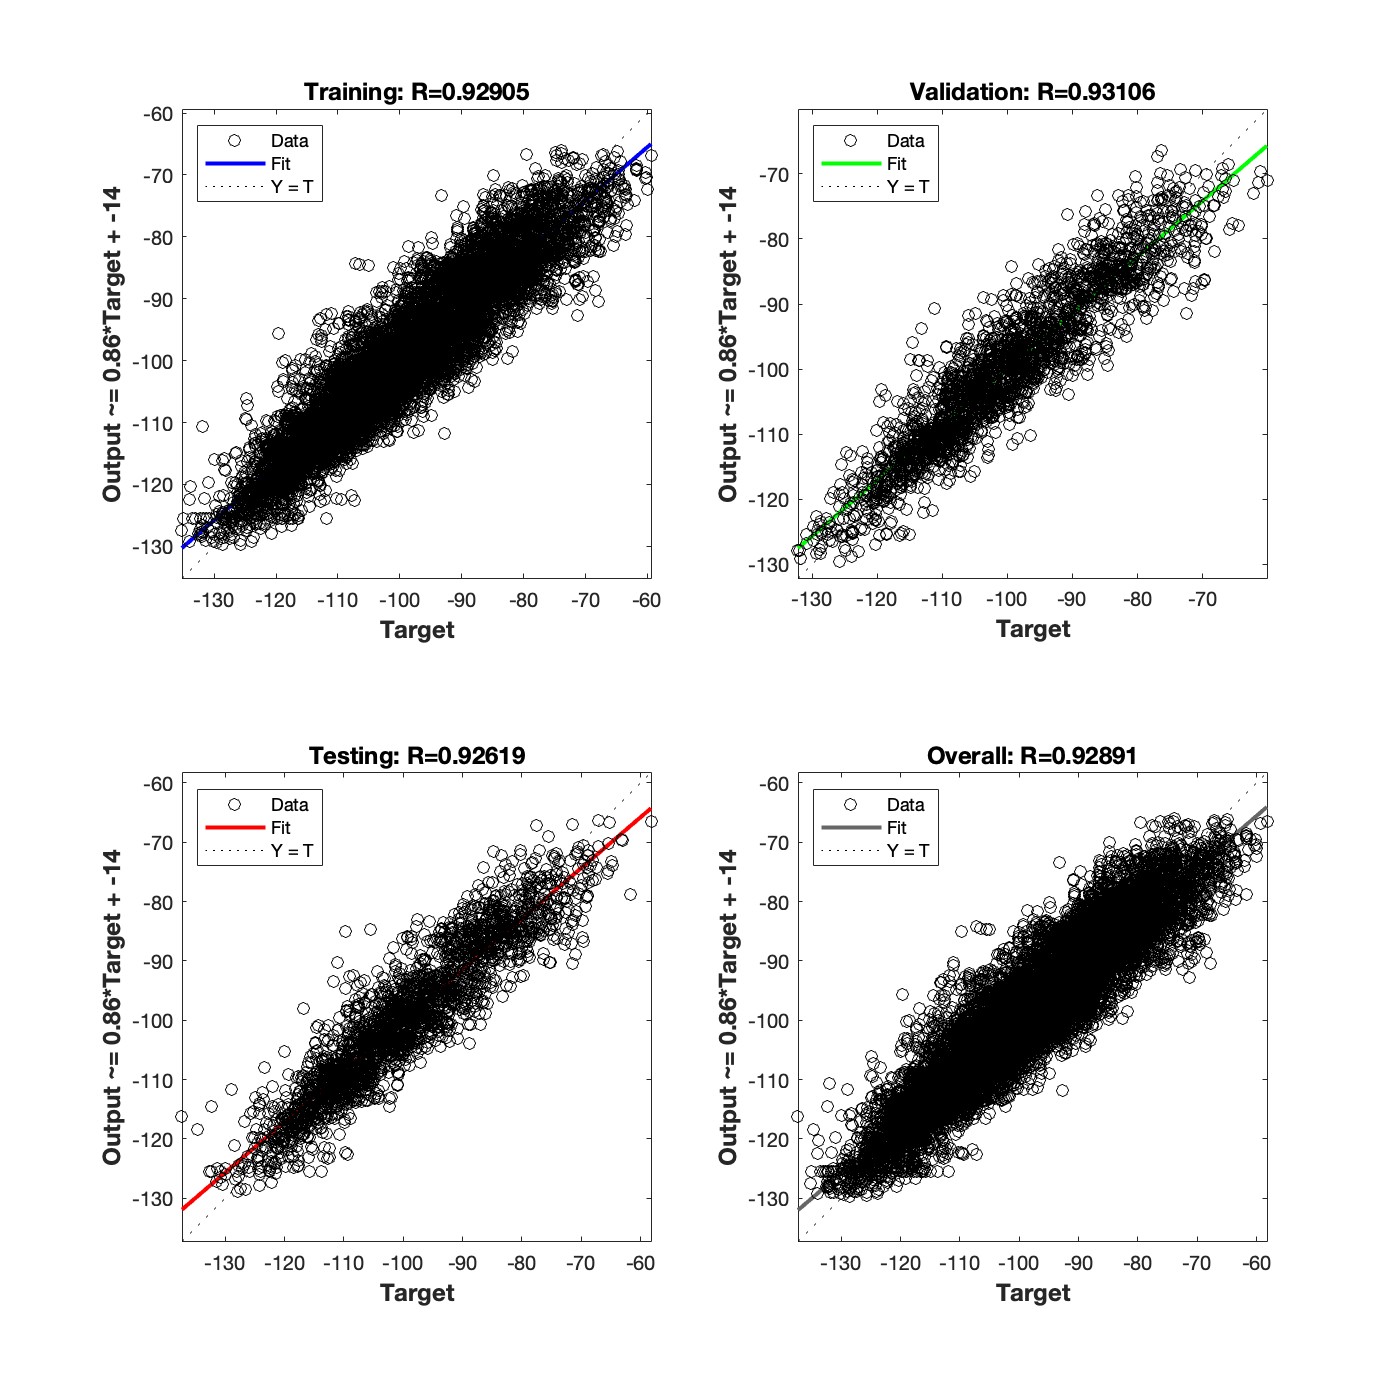 Training: R=0.92905
Output ~= 0.86*Target + -14
-60
-70
-80
-90
-100
-110
-120
-130
Data
Fit
Y = T
-130 -120 -110 -100 -90 -80 -70 -60
Target
Validation: R=0.93106
Output ~= 0.86*Target + -14
-70
-80
-90
-100
-110
-120
-130
Data
Fit
Y = T
-130 -120 -110 -100 -90 -80 -70
Target
Testing: R=0.92619
Output ~= 0.86*Target + -14
-60
-70
-80
-90
-100
-110
-120
-130
Data
Fit
Y = T
-130 -120 -110 -100 -90 -80 -70 -60
Target
Overall: R=0.92891
Output ~= 0.86*Target + -14
-60
-70
-80
-90
-100
-110
-120
-130
Data
Fit
Y = T
-130 -120 -110 -100 -90 -80 -70 -60
Target